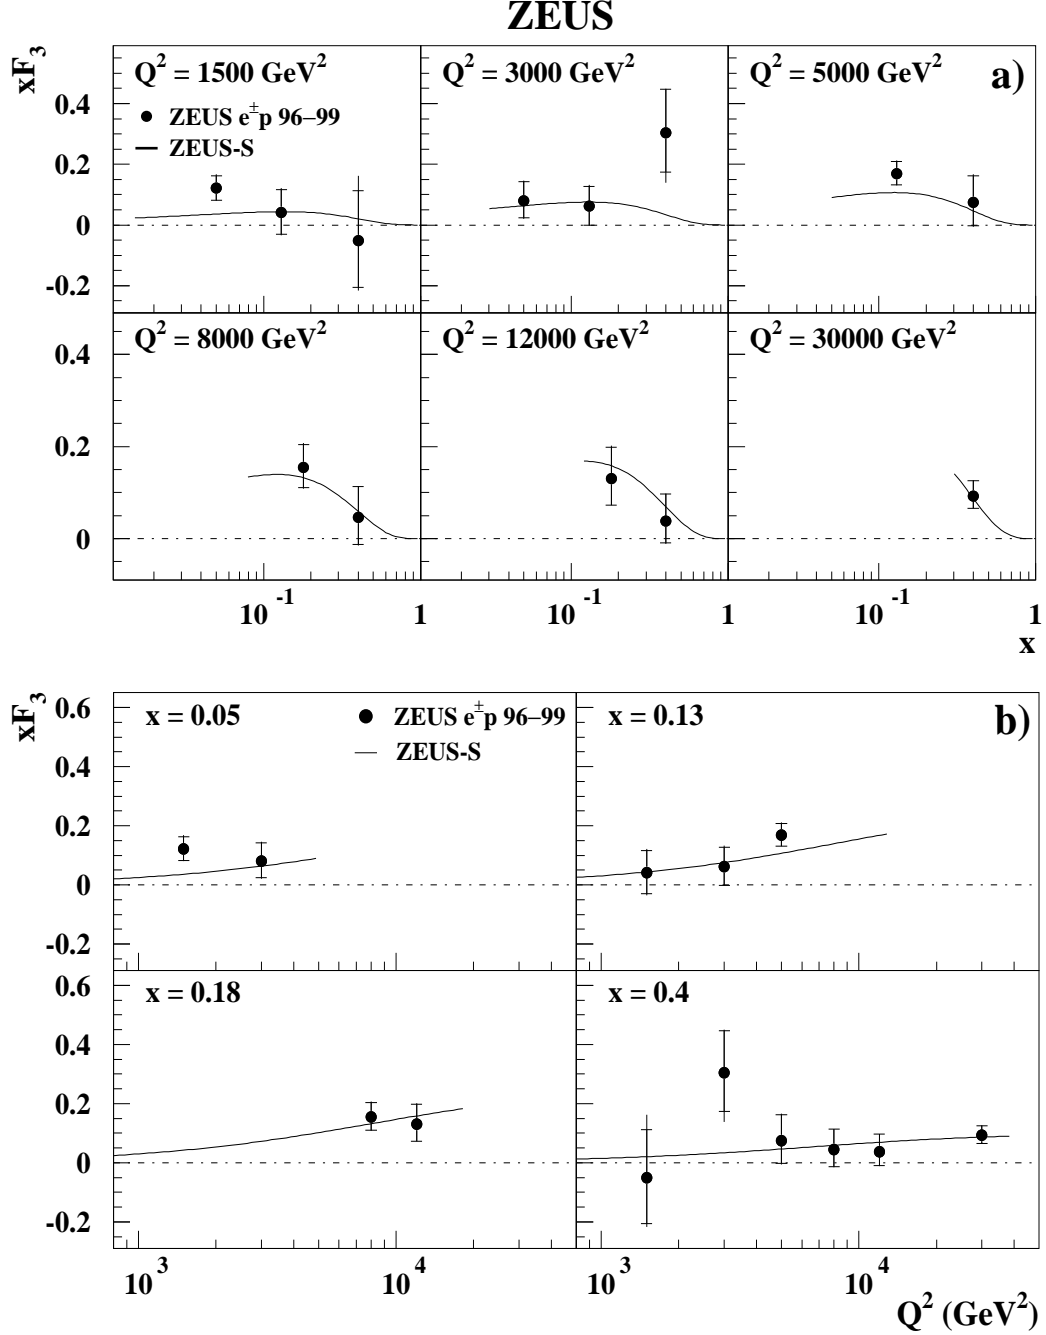 ZEUS
xF₃
Q² = 1500 GeV²
Q² = 3000 GeV²
Q² = 5000 GeV²
a)
ZEUS e±p 96–99
ZEUS-S
0.4
0.2
0
-0.2
Q² = 8000 GeV²
Q² = 12000 GeV²
Q² = 30000 GeV²
0.4
0.2
0
10⁻¹ 1 10⁻¹ 1 10⁻¹ 1
x
xF₃
x = 0.05
ZEUS e±p 96–99
ZEUS-S
x = 0.13
b)
0.6
0.4
0.2
0
-0.2
x = 0.18
x = 0.4
0.6
0.4
0.2
0
-0.2
10³ 10⁴ 10³ 10⁴
Q² (GeV²)